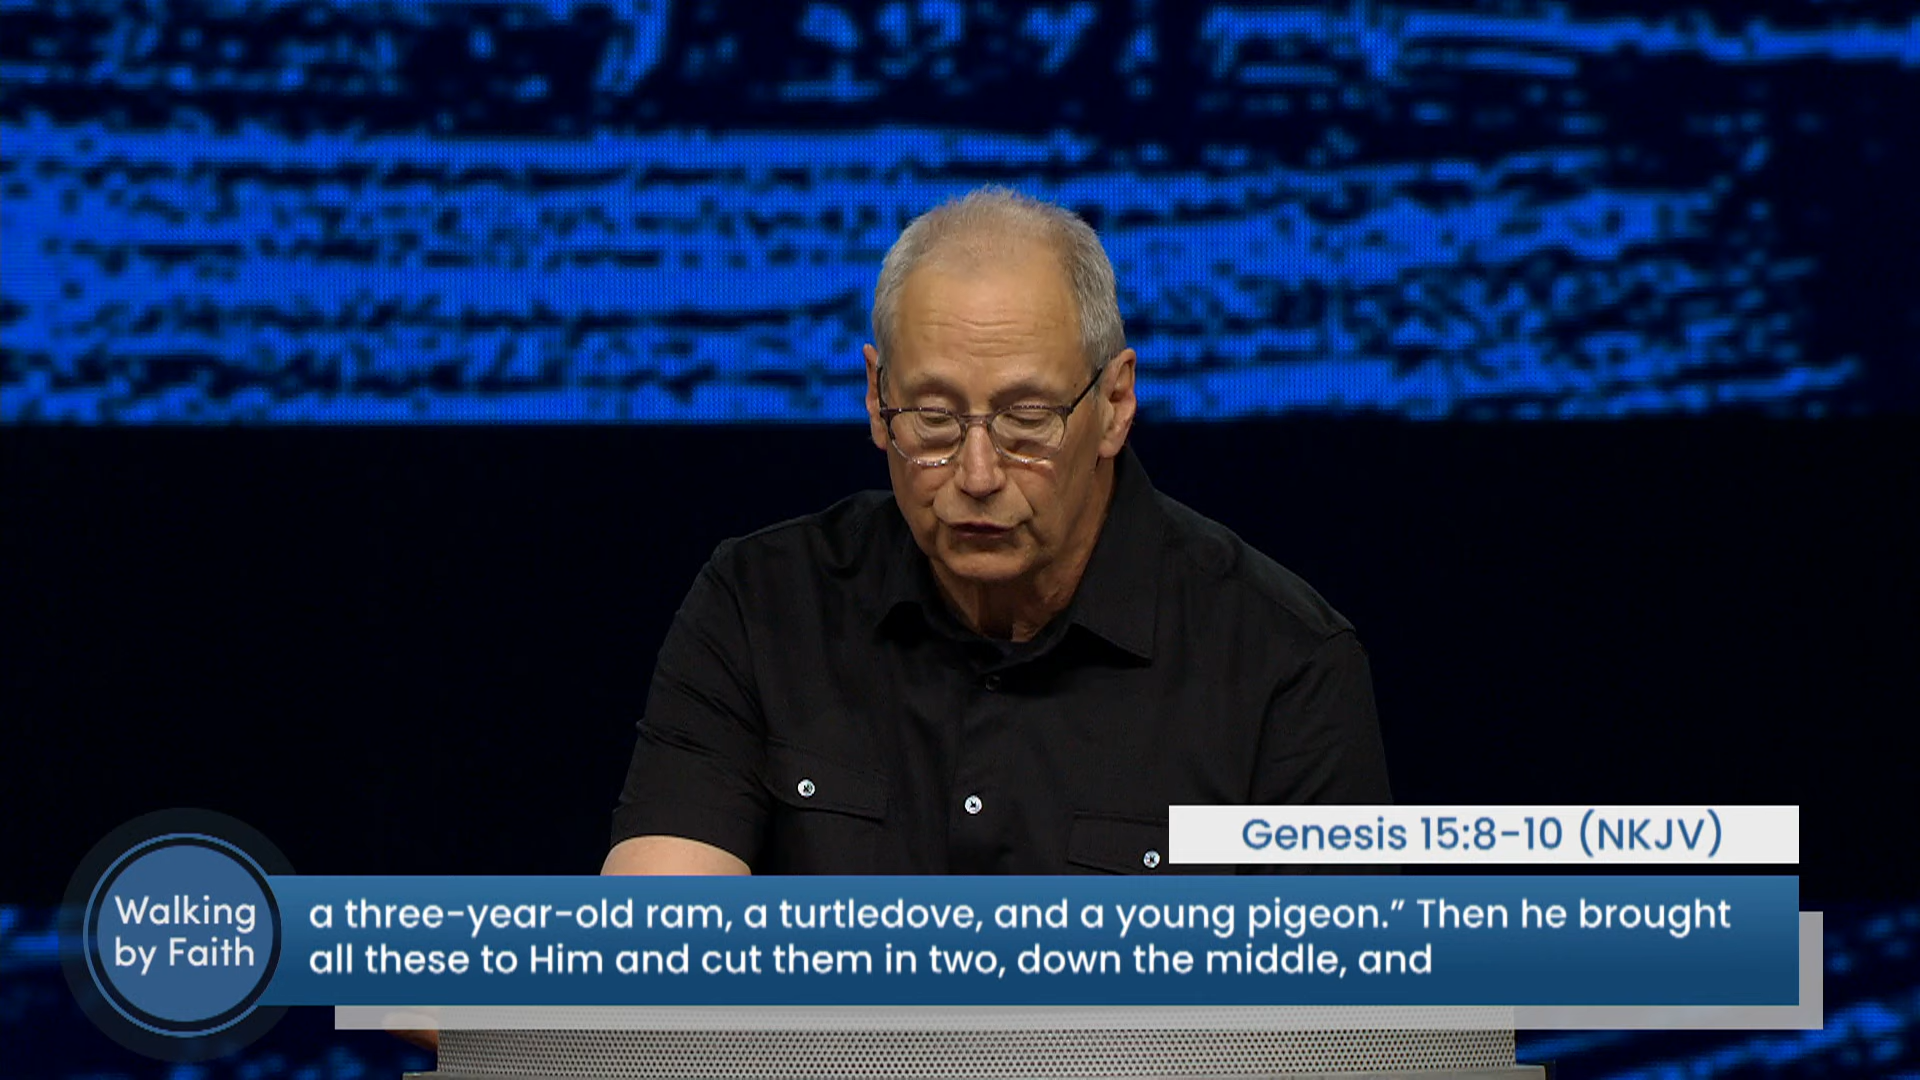 Genesis 15:8-10 (NKJV)
Walking
by Faith
a three-year-old ram, a turtledove, and a young pigeon.” Then he brought
all these to Him and cut them in two, down the middle, and